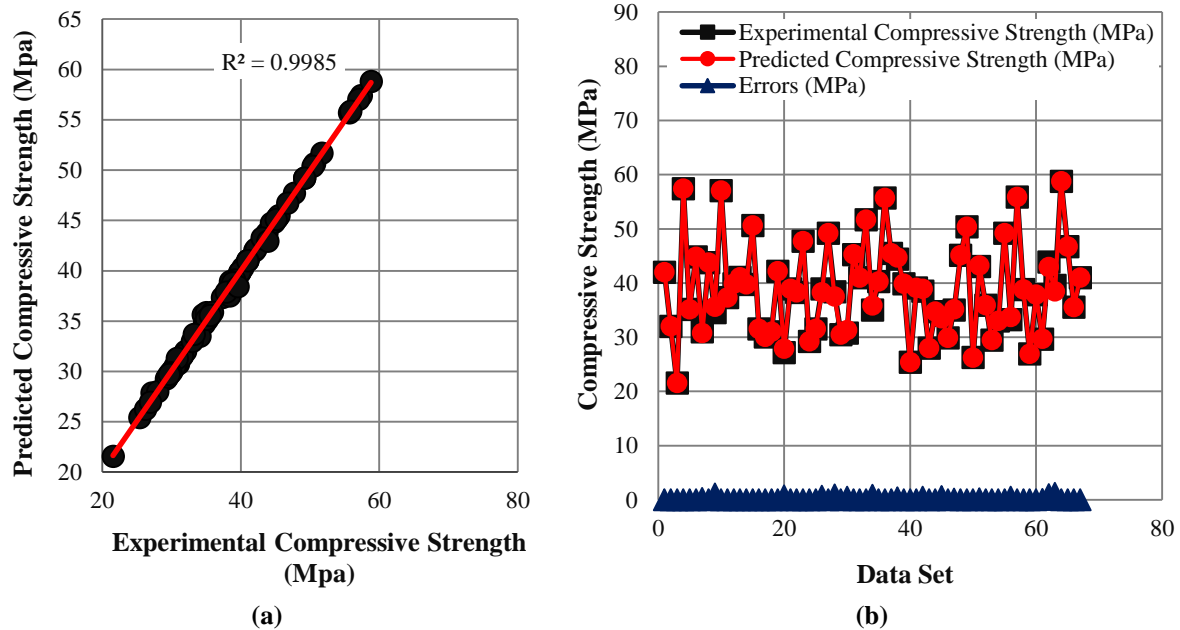 R² = 0.9985
65
60
55
50
45
40
35
30
25
20
20
40
60
80
Predicted Compressive Strength (Mpa)
Experimental Compressive Strength
(Mpa)
(a)
Experimental Compressive Strength (MPa)
Predicted Compressive Strength (MPa)
Errors (MPa)
90
80
70
60
50
40
30
20
10
0
0
20
40
60
80
Compressive Strength (MPa)
Data Set
(b)